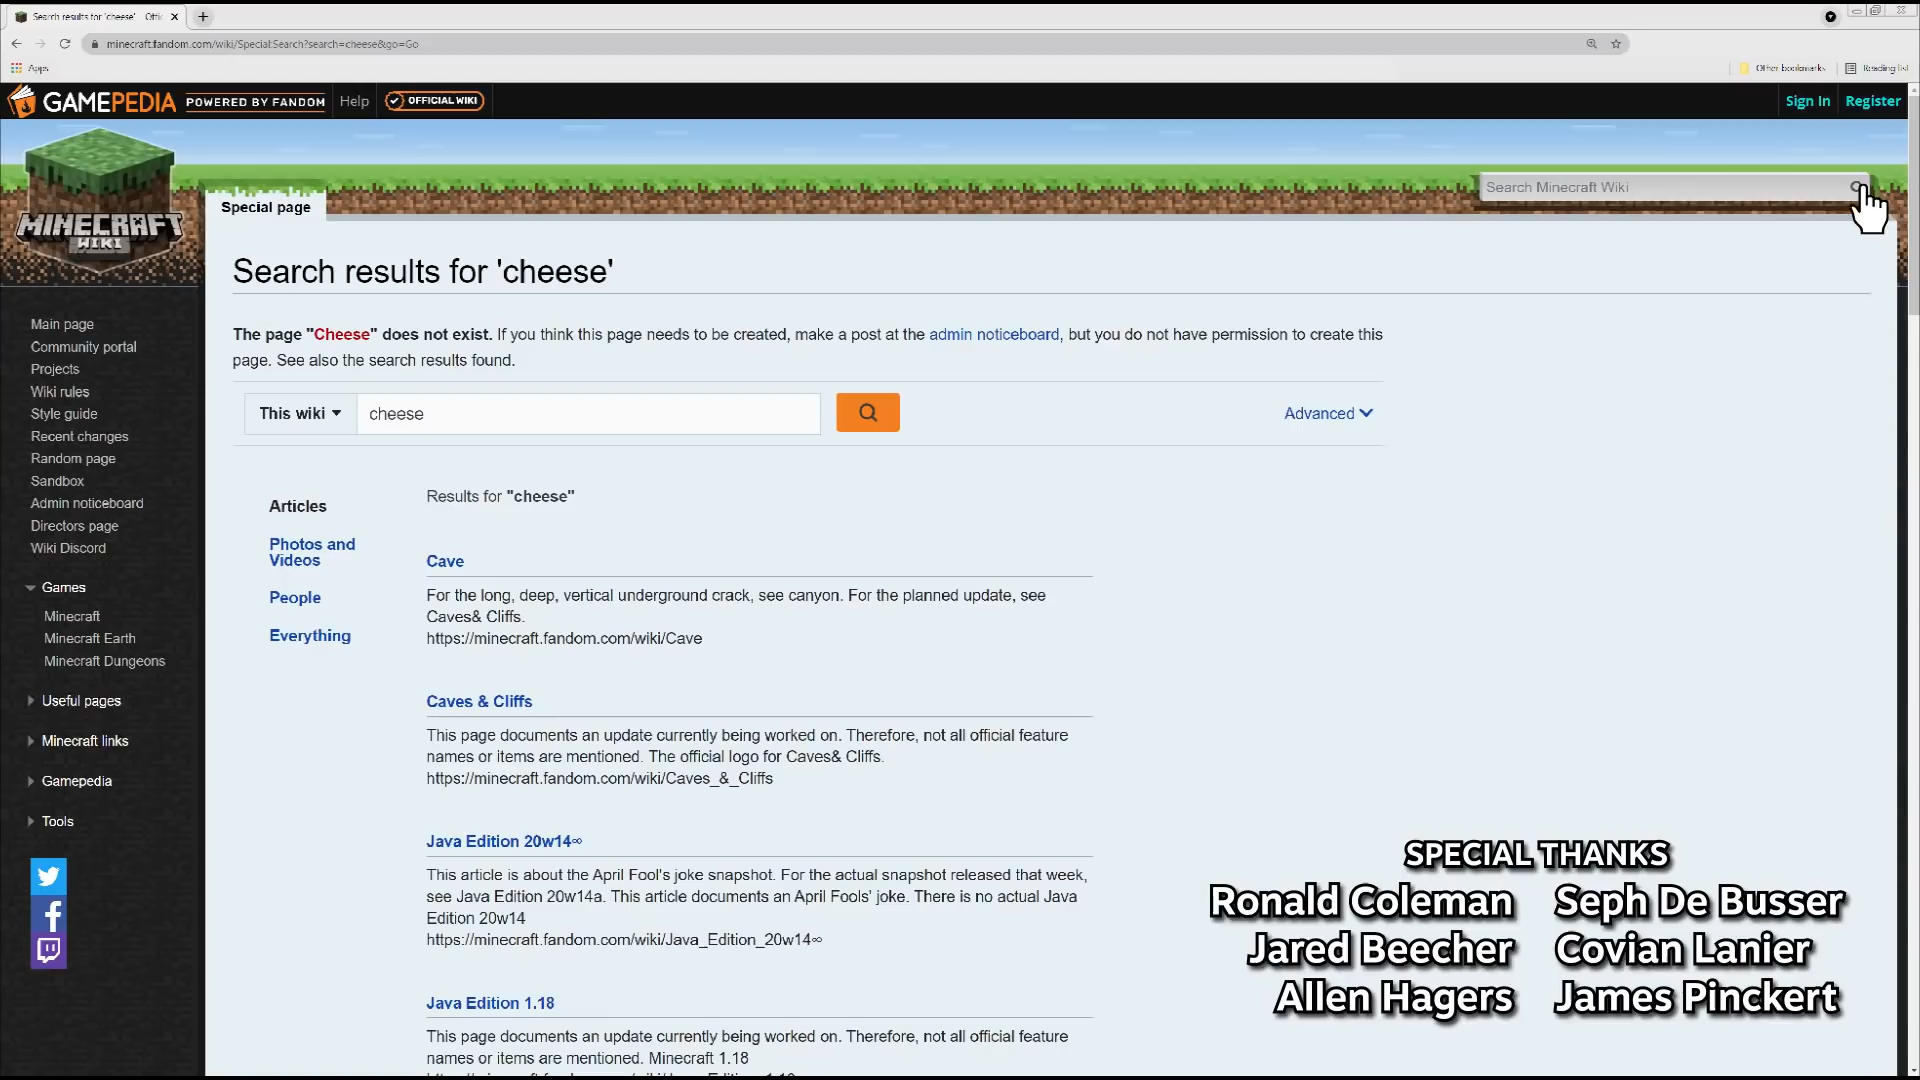 Search results for 'cheese' - Offic
minecraft.fandom.com/wiki/Special:Search?search=cheese&go=Go
Apps
Other bookmarks
Reading list
GAMEPEDIA POWERED BY FANDOM
Help
OFFICIAL WIKI
Sign In
Register
MINECRAFT
WIKI
Special page
Search Minecraft Wiki
Search results for 'cheese'
The page "Cheese" does not exist. If you think this page needs to be created, make a post at the admin noticeboard, but you do not have permission to create this
page. See also the search results found.
This wiki
cheese
Advanced
Main page
Community portal
Projects
Wiki rules
Style guide
Recent changes
Random page
Sandbox
Admin noticeboard
Directors page
Wiki Discord
Games
Minecraft
Minecraft Earth
Minecraft Dungeons
Useful pages
Minecraft links
Gamepedia
Tools
Articles
Photos and
Videos
People
Everything
Results for "cheese"
Cave
For the long, deep, vertical underground crack, see canyon. For the planned update, see
Caves& Cliffs.
https://minecraft.fandom.com/wiki/Cave
Caves & Cliffs
This page documents an update currently being worked on. Therefore, not all official feature
names or items are mentioned. The official logo for Caves& Cliffs.
https://minecraft.fandom.com/wiki/Caves_&_Cliffs
Java Edition 20w14∞
This article is about the April Fool's joke snapshot. For the actual snapshot released that week,
see Java Edition 20w14a. This article documents an April Fools' joke. There is no actual Java
Edition 20w14
https://minecraft.fandom.com/wiki/Java_Edition_20w14∞
Java Edition 1.18
This page documents an update currently being worked on. Therefore, not all official feature
names or items are mentioned. Minecraft 1.18
SPECIAL THANKS
Ronald Coleman Seph De Busser
Jared Beecher Covian Lanier
Allen Hagers James Pinckert